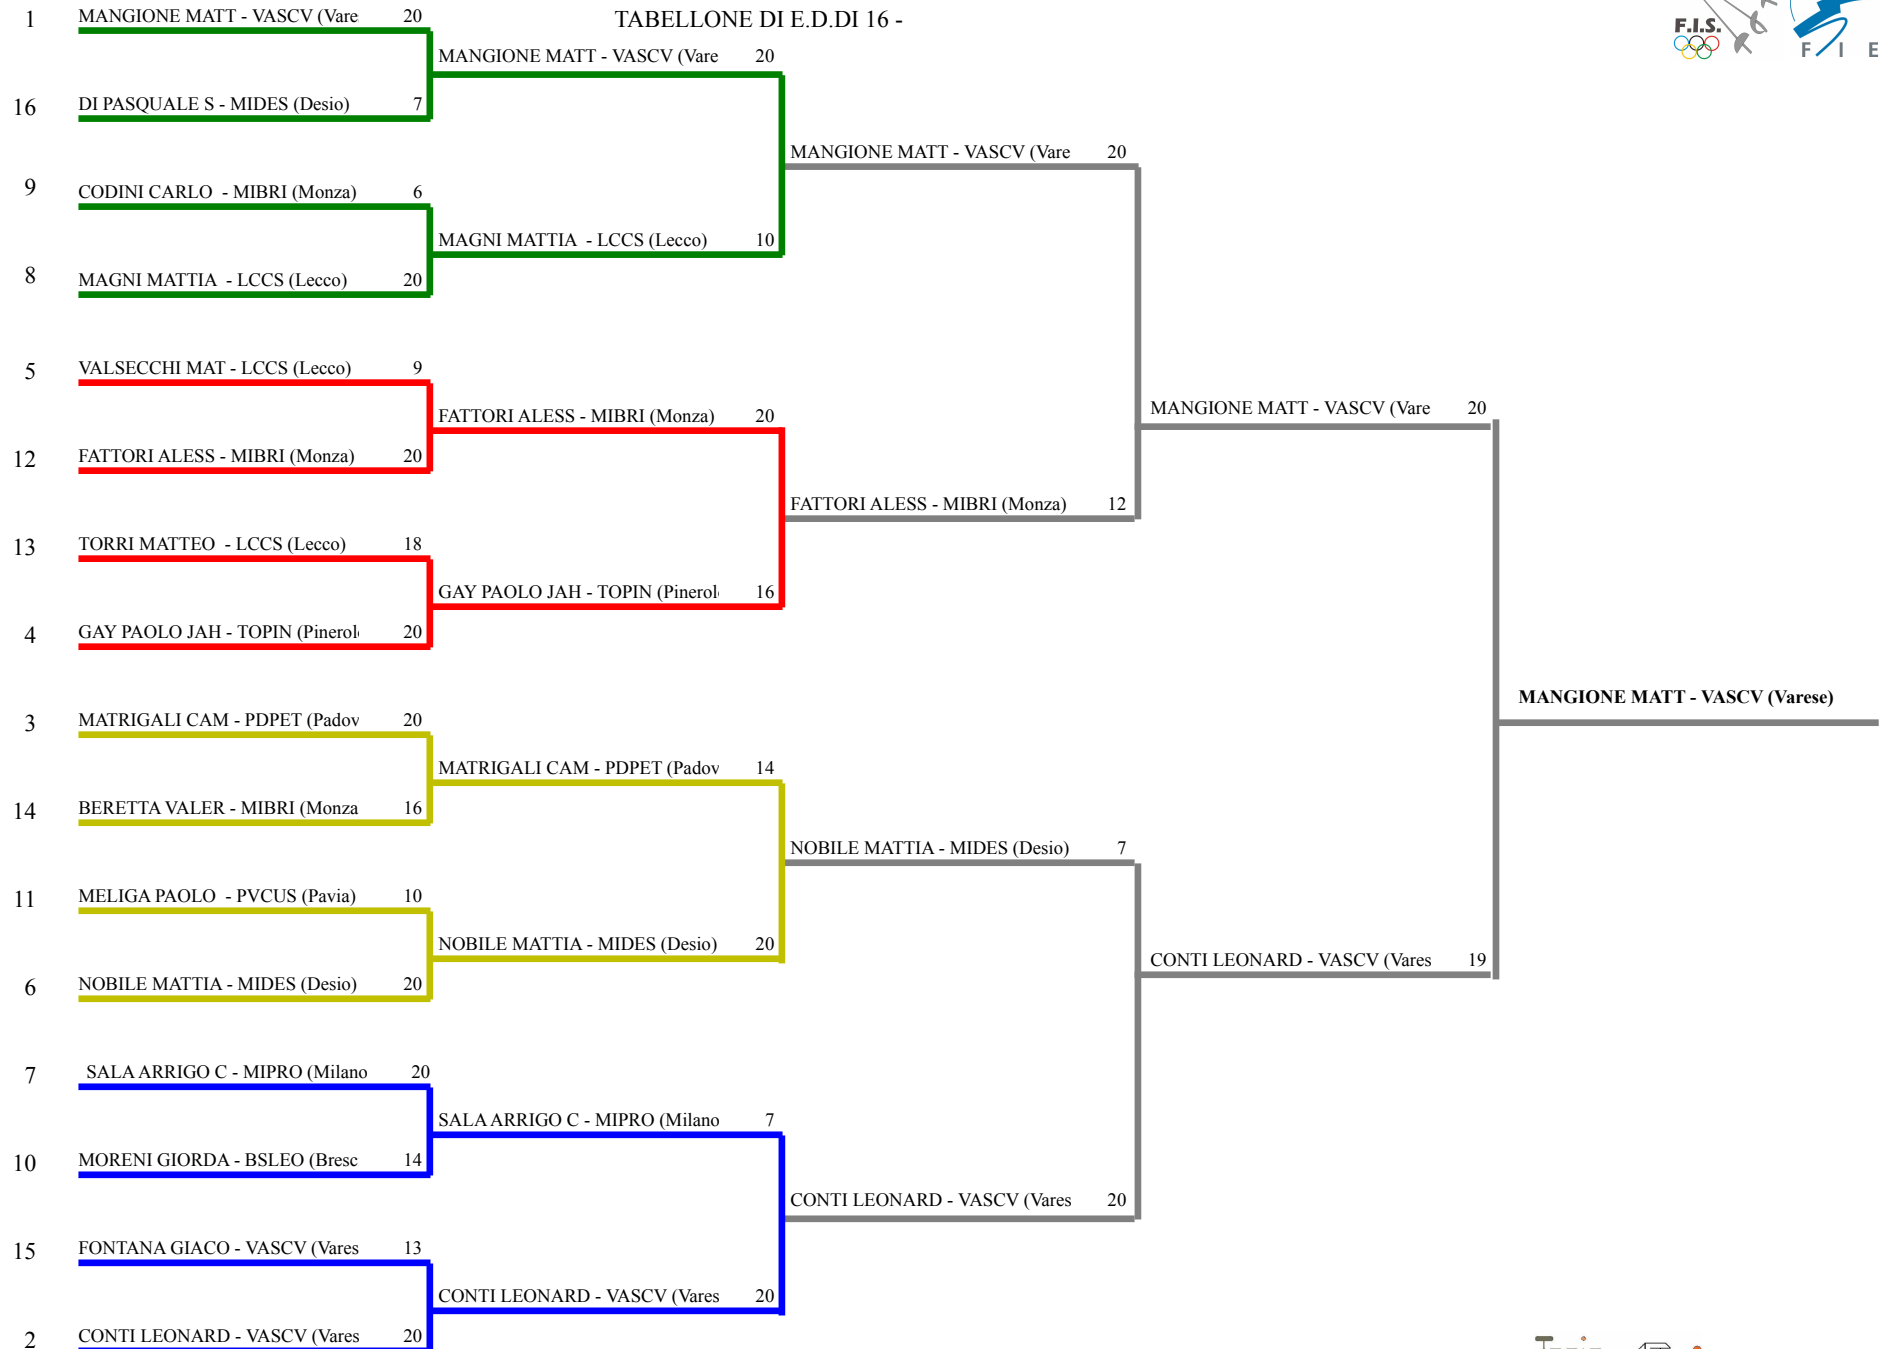 1 MANGIONE MATT - VASCV (Vare 20
TABELLONE DI E.D.DI 16 -
F.I.S.
F I E
MANGIONE MATT - VASCV (Vare 20
16 DI PASQUALE S - MIDES (Desio) 7
MANGIONE MATT - VASCV (Vare 20
9 CODINI CARLO - MIBRI (Monza) 6
MAGNI MATTIA - LCCS (Lecco) 10
8 MAGNI MATTIA - LCCS (Lecco) 20
5 VALSECCHI MAT - LCCS (Lecco) 9
MANGIONE MATT - VASCV (Vare 20
FATTORI ALESS - MIBRI (Monza) 20
12 FATTORI ALESS - MIBRI (Monza) 20
FATTORI ALESS - MIBRI (Monza) 12
13 TORRI MATTEO - LCCS (Lecco) 18
GAY PAOLO JAH - TOPIN (Pinerol 16
4 GAY PAOLO JAH - TOPIN (Pinerol 20
MANGIONE MATT - VASCV (Varese)
3 MATRIGALI CAM - PDPET (Padov 20
MATRIGALI CAM - PDPET (Padov 14
14 BERETTA VALER - MIBRI (Monza 16
NOBILE MATTIA - MIDES (Desio) 7
11 MELIGA PAOLO - PVCUS (Pavia) 10
NOBILE MATTIA - MIDES (Desio) 20
CONTI LEONARD - VASCV (Vares 19
6 NOBILE MATTIA - MIDES (Desio) 20
7 SALA ARRIGO C - MIPRO (Milano 20
SALA ARRIGO C - MIPRO (Milano 7
10 MORENI GIORDA - BSLEO (Bresc 14
CONTI LEONARD - VASCV (Vares 20
15 FONTANA GIACO - VASCV (Vares 13
CONTI LEONARD - VASCV (Vares 20
2 CONTI LEONARD - VASCV (Vares 20